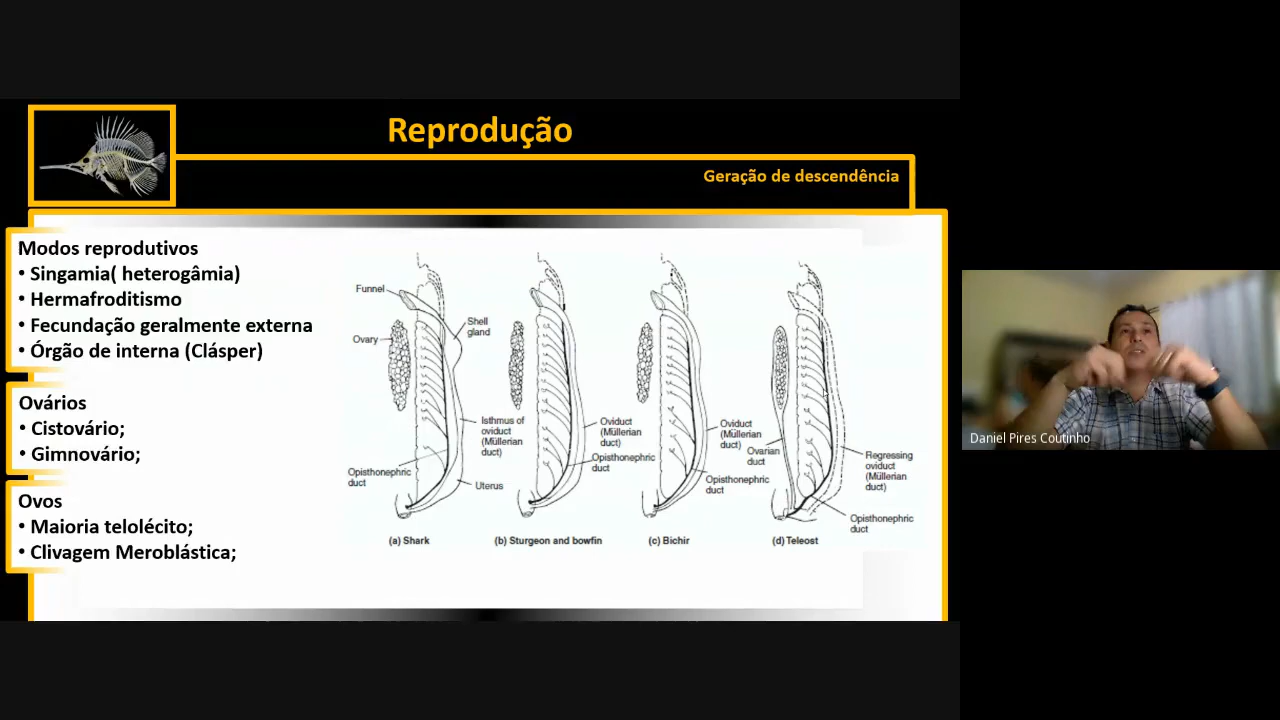 Reprodução
Geração de descendência
Modos reprodutivos
• Singamia( heterogâmia)
• Hermafroditismo
• Fecundação geralmente externa
• Órgão de interna (Clásper)
Ovários
• Cistovário;
• Gimnovário;
Ovos
• Maioria telolécito;
• Clivagem Meroblástica;
Funnel
Ovary
Shell
gland
Isthmus of
oviduct
(Müllerian
duct)
Opisthonephric
duct
Uterus
(a) Shark
Oviduct
(Müllerian
duct)
Opisthonephric
duct
(b) Sturgeon and bowfin
Oviduct
(Müllerian
duct)
Opisthonephric
duct
(c) Bichir
Ovarian
duct
Regressing
oviduct
(Müllerian
duct)
Opisthonephric
duct
(d) Teleost
Daniel Pires Coutinho